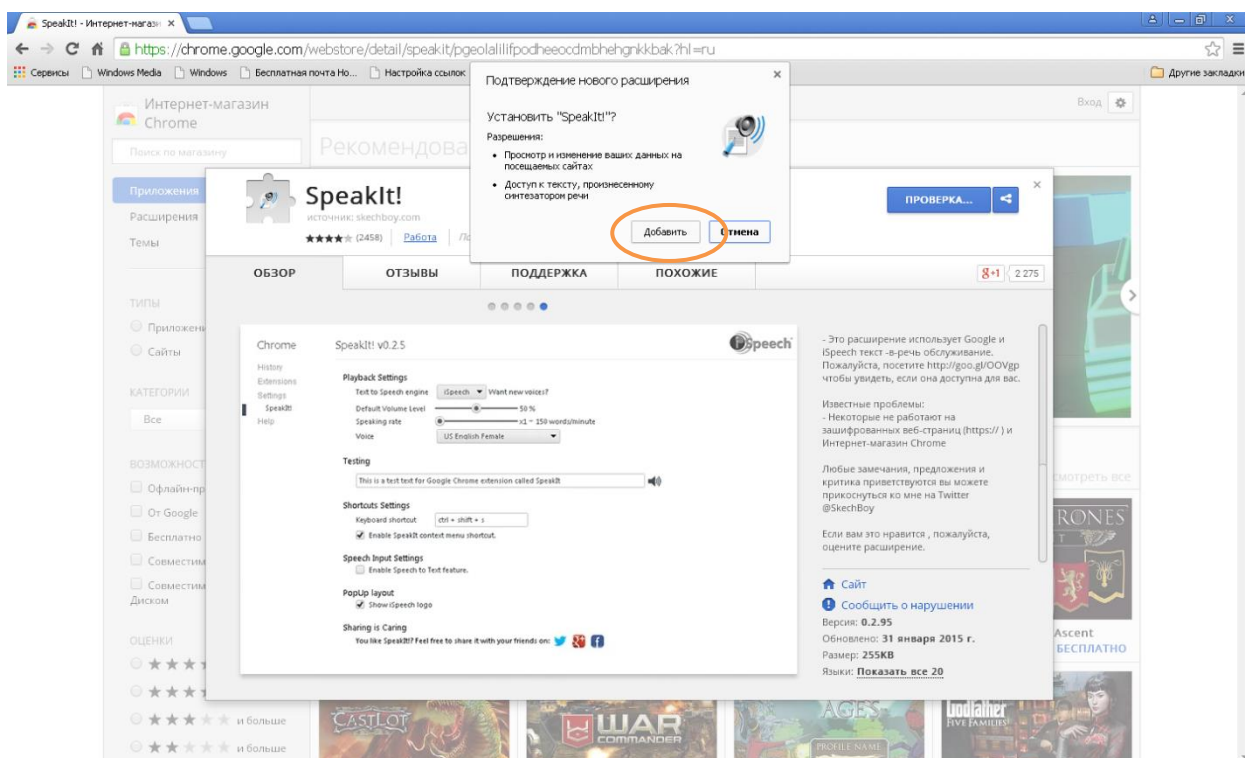 SpeakIt! - Интернет-магази
https://chrome.google.com/webstore/detail/speakit/pgeolalilifpodheeocdmbhehgnkkbak?hl=ru
Сервисы Windows Media Windows Бесплатная почта Ho... Настройка ссылок Другие закладки
Подтверждение нового расширения
Установить "SpeakIt!"?
Разрешения:
Просмотр и изменение ваших данных на
посещаемых сайтах
Доступ к тексту, произнесенному
синтезатором речи
Добавить Отмена
Интернет-магазин
Chrome
Вход
Поиск по магазину
Рекомендова
Приложения
Расширения
Темы
ТИПЫ
Приложени
Сайты
КАТЕГОРИИ
Все
ВОЗМОЖНОСТ
Офлайн-пр
От Google
Бесплатно
Совместим
Совместим
Диском
ОЦЕНКИ
и больше
и больше
SpeakIt!
источник: skechboy.com
(2458) Работа
ПРОВЕРКА...
ОБЗОР ОТЗЫВЫ ПОДДЕРЖКА ПОХОЖИЕ
g+1 2 275
Chrome
SpeakIt! v0.2.5
iSpeech
History
Extensions
Settings
SpeakIt!
Help
Playback Settings
Text to Speech engine iSpeech Want new voices?
Default Volume Level 50 %
Speaking rate x1 ~ 150 words/minute
Voice US English Female
Testing
This is a test text for Google Chrome extension called SpeakIt
Shortcuts Settings
Keyboard shortcut ctrl + shift + s
Enable SpeakIt context menu shortcut.
Speech Input Settings
Enable Speech to Text feature.
PopUp layout
Show iSpeech logo
Sharing is Caring
You like SpeakIt!? Feel free to share it with your friends on:
- Это расширение использует Google и
iSpeech текст -в-речь обслуживание.
Пожалуйста, посетите http://goo.gl/OOVgp
чтобы увидеть, если она доступна для вас.
Известные проблемы:
- Некоторые не работают на
зашифрованных веб-страниц (https:// ) и
Интернет-магазин Chrome
Любые замечания, предложения и
критика приветствуются вы можете
прикоснуться ко мне на Twitter
@SkechBoy
Если вам это нравится , пожалуйста,
оцените расширение.
Сайт
Сообщить о нарушении
Версия: 0.2.95
Обновлено: 31 января 2015 г.
Размер: 255KB
Языки: Показать все 20
смотреть все
RONES
Ascent
БЕСПЛАТНО
CASTLOT
WAR
COMMANDER
AGES
PROFILE NAME
Godfather
FIVE FAMILIES